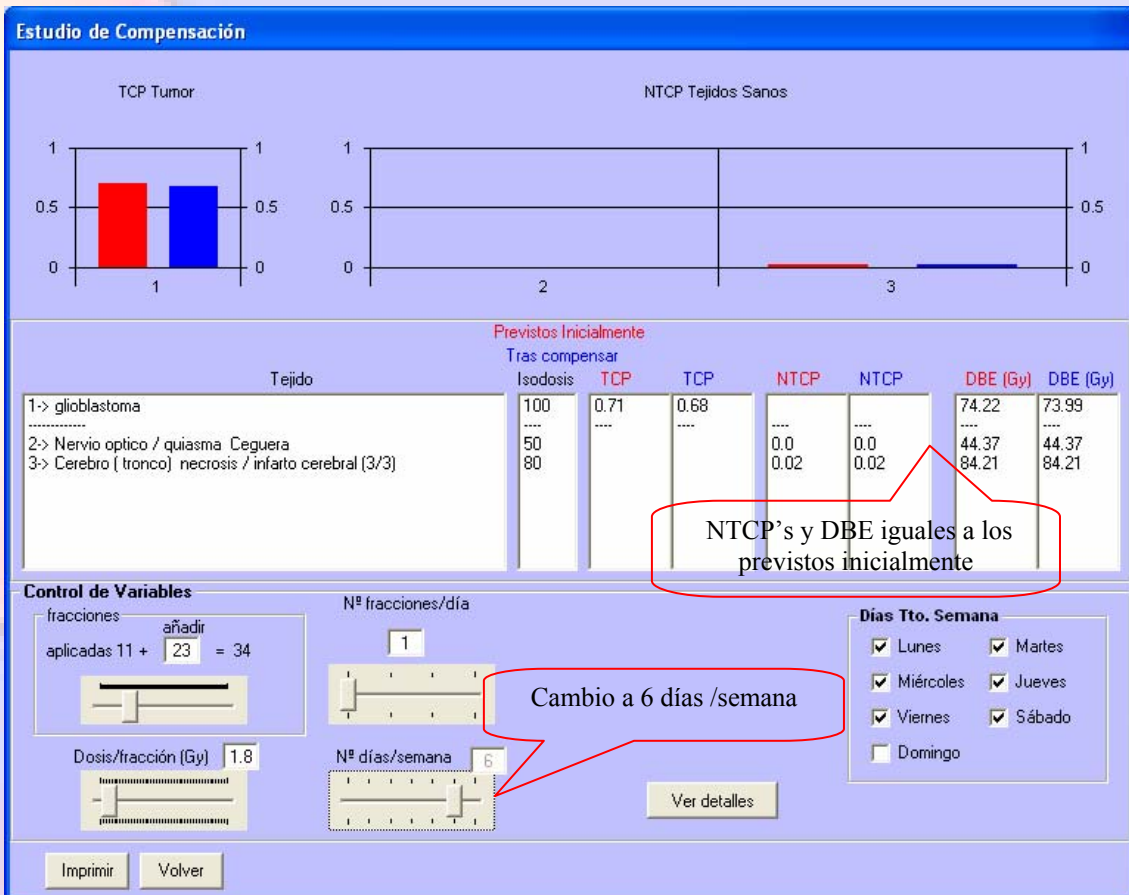 Estudio de Compensación
TCP Tumor
NTCP Tejidos Sanos
1 1 1 1
0.5 0.5 0.5 0.5
0 0 0 0
1 2 3
Previstos Inicialmente
Tras compensar
Tejido Isodosis TCP TCP NTCP NTCP DBE (Gy) DBE (Gy)
1-> glioblastoma 100 0.71 0.68 74.22 73.99
------------ ---- ---- ---- ---- ---- ---- ----
2-> Nervio optico / quiasma Ceguera 50 0.0 0.0 44.37 44.37
3-> Cerebro ( tronco) necrosis / infarto cerebral (3/3) 80 0.02 0.02 84.21 84.21
NTCP's y DBE iguales a los
previstos inicialmente
Control de Variables
fracciones
añadir
aplicadas 11 + 23 = 34
Nº fracciones/día
1
Dosis/fracción (Gy) 1.8
Nº días/semana 6
Cambio a 6 días /semana
Días Tto. Semana
Lunes Martes
Miércoles Jueves
Viernes Sábado
Domingo
Ver detalles
Imprimir Volver